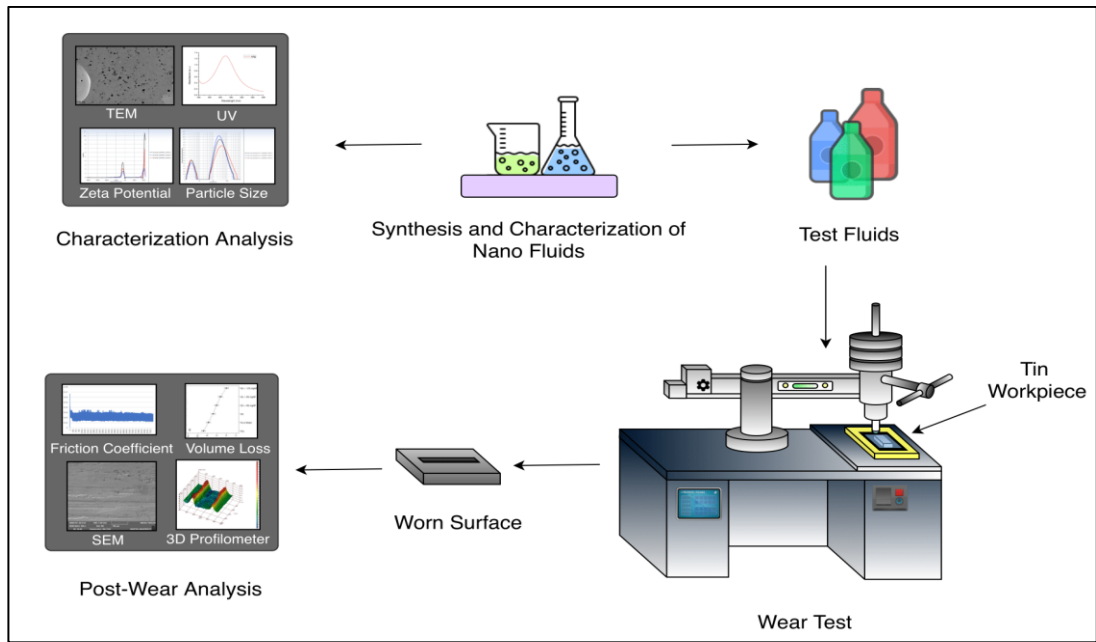 TEM
UV
Zeta Potential
Particle Size
Characterization Analysis
Synthesis and Characterization of
Nano Fluids
Test Fluids
Tin
Workpiece
Friction Coefficient
Volume Loss
SEM
3D Profilometer
Post-Wear Analysis
Worn Surface
Wear Test